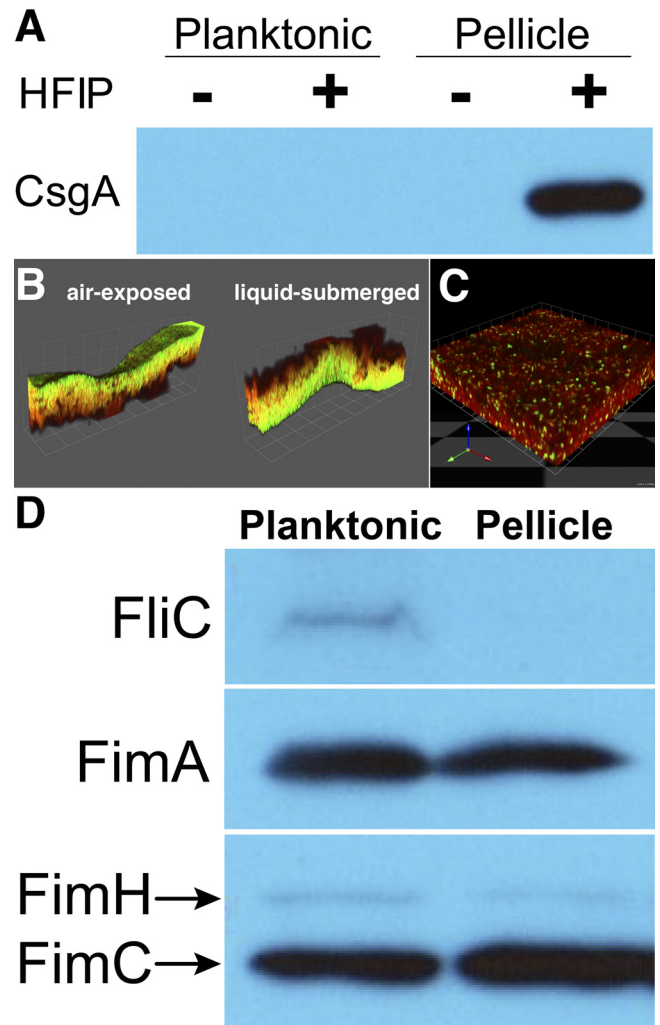 A
Planktonic Pellicle
HFIP - + - +
CsgA
B air-exposed liquid-submerged C
D
Planktonic Pellicle
FliC
FimA
FimH
FimC